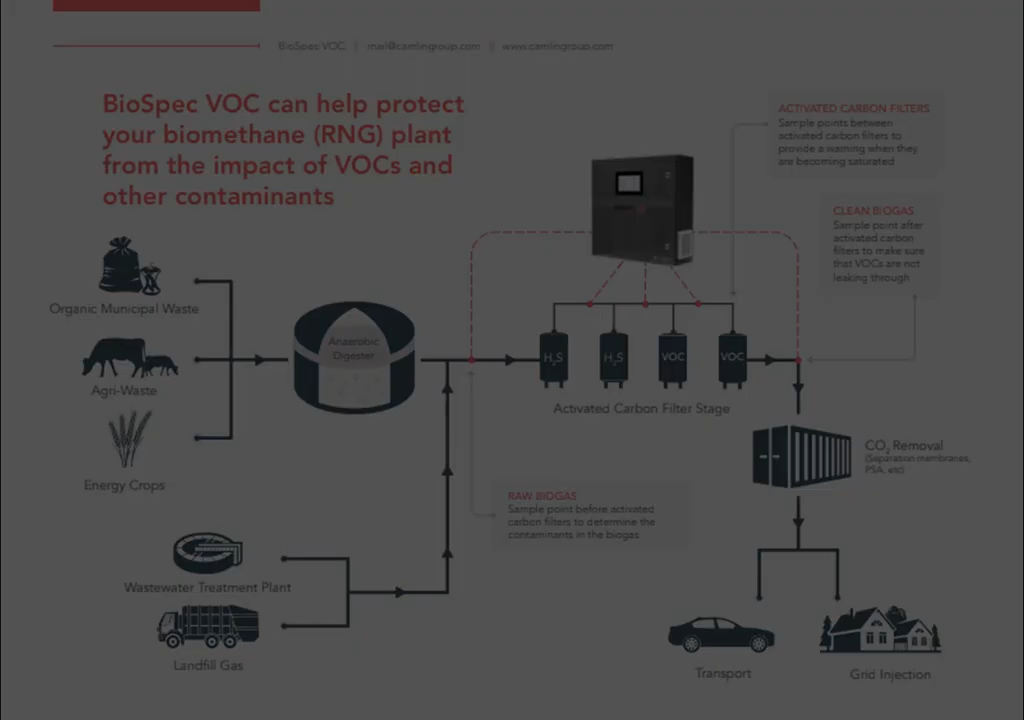 BioSpec VOC | mail@camlingroup.com | www.camlingroup.com
BioSpec VOC can help protect
your biomethane (RNG) plant
from the impact of VOCs and
other contaminants
ACTIVATED CARBON FILTERS
Sample points between
activated carbon filters to
provide a warning when they
are becoming saturated
CLEAN BIOGAS
Sample point after
activated carbon
filters to make sure
that VOCs are not
leaking through
Organic Municipal Waste
Agri-Waste
Energy Crops
Anaerobic
Digester
H₂S
H₂S
VOC
VOC
Activated Carbon Filter Stage
CO₂ Removal
(Separation membranes,
PSA, etc)
RAW BIOGAS
Sample point before activated
carbon filters to determine the
contaminants in the biogas
Wastewater Treatment Plant
Landfill Gas
Transport
Grid Injection